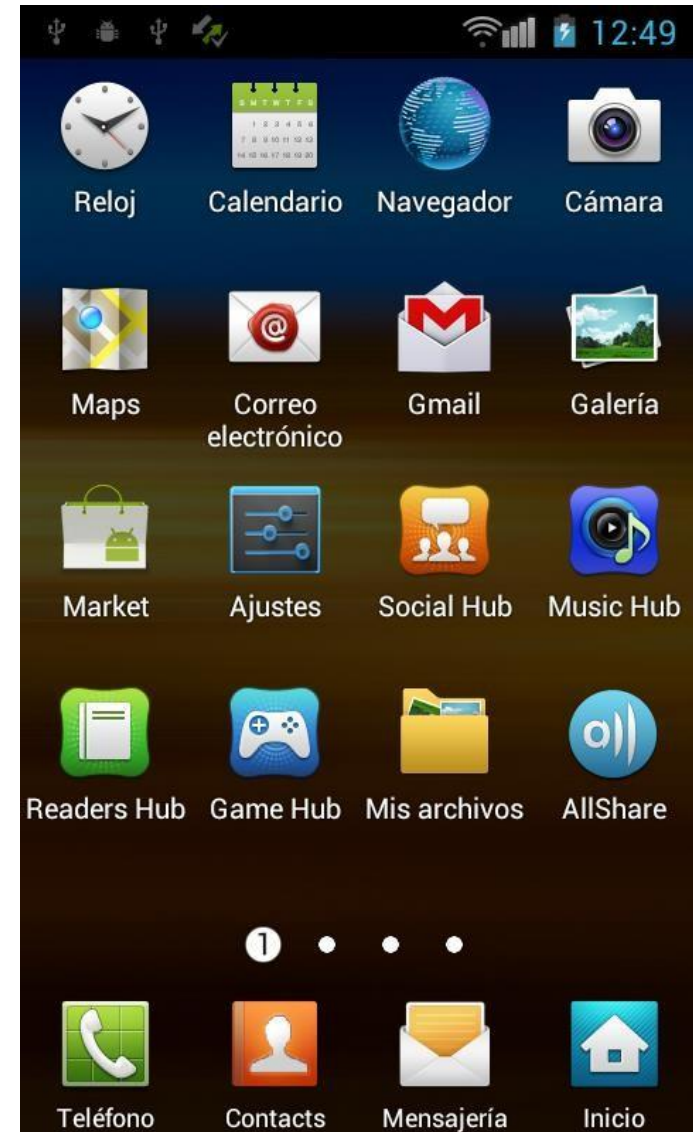 12:49
S M T W T F S
Reloj Calendario Navegador Cámara
Maps Correo electrónico Gmail Galería
Market Ajustes Social Hub Music Hub
Readers Hub Game Hub Mis archivos AllShare
1
Teléfono Contacts Mensajería Inicio